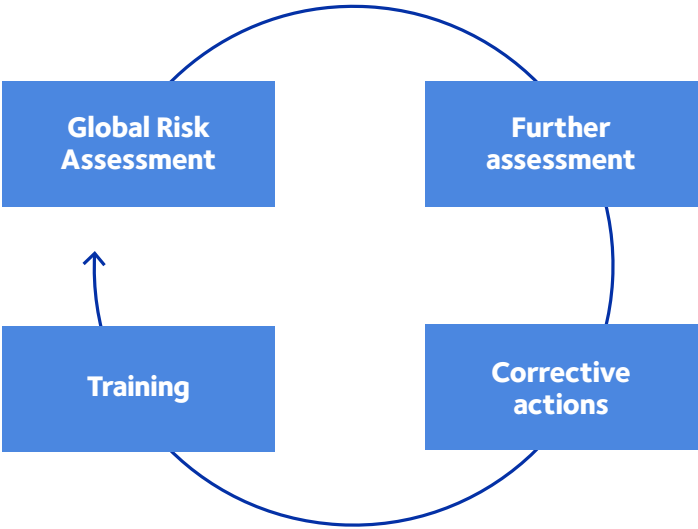 Global Risk
Assessment
Further
assessment
Corrective
actions
Training